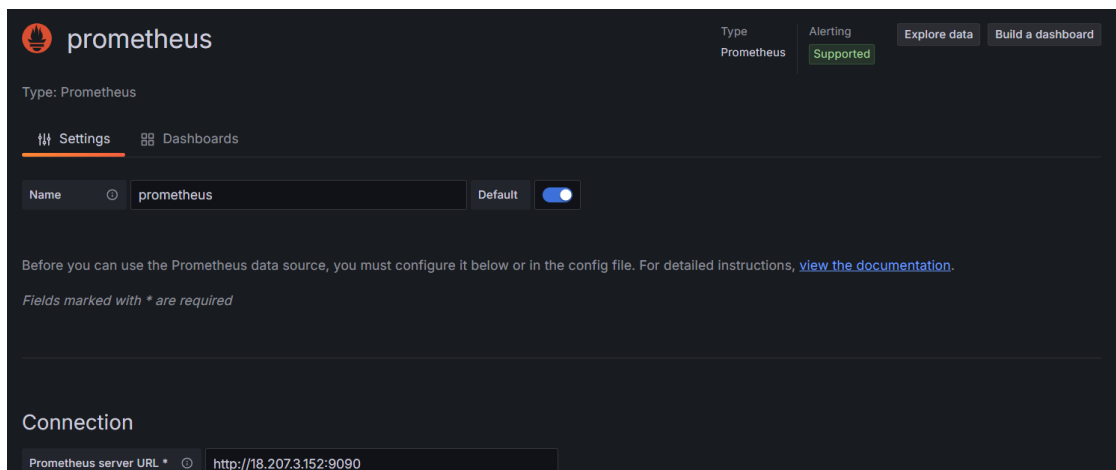 prometheus
Type
Prometheus
Alerting
Supported
Explore data
Build a dashboard
Type: Prometheus
Settings
Dashboards
Name
prometheus
Default
Before you can use the Prometheus data source, you must configure it below or in the config file. For detailed instructions, view the documentation.
Fields marked with * are required
Connection
Prometheus server URL *
http://18.207.3.152:9090